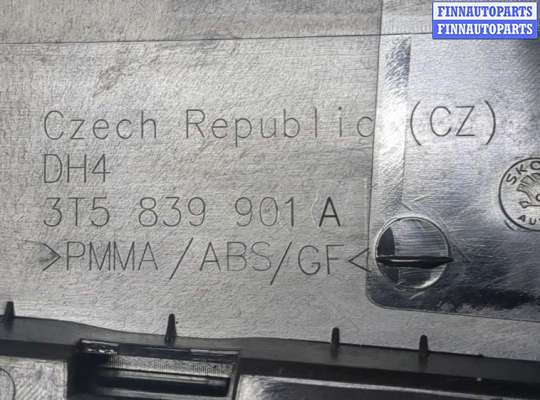 FINNAUTOPARTS
FINNAUTOPARTS
Czech Republic (CZ)
DH4
3T5 839 901 A
>PMMA/ABS/GF<